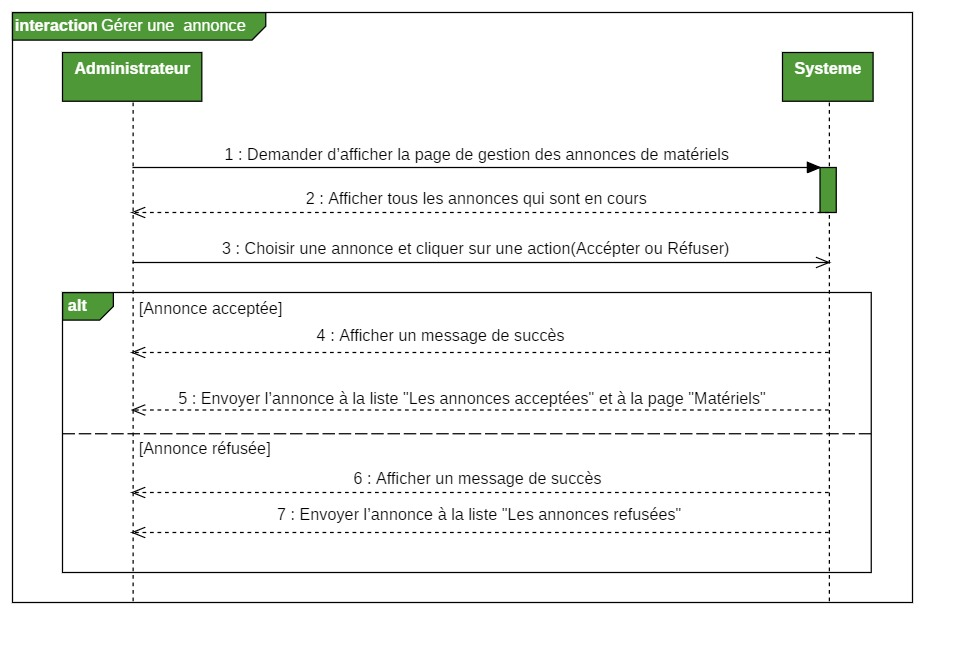 interaction Gérer une  annonce
Administrateur
Systeme
1 : Demander d'afficher la page de gestion des annonces de matériels
2 : Afficher tous les annonces qui sont en cours
3 : Choisir une annonce et cliquer sur une action(Accépter ou Réfuser)
alt
[Annonce acceptée]
4 : Afficher un message de succès
5 : Envoyer l'annonce à la liste "Les annonces acceptées" et à la page "Matériels"
[Annonce réfusée]
6 : Afficher un message de succès
7 : Envoyer l'annonce à la liste "Les annonces refusées"